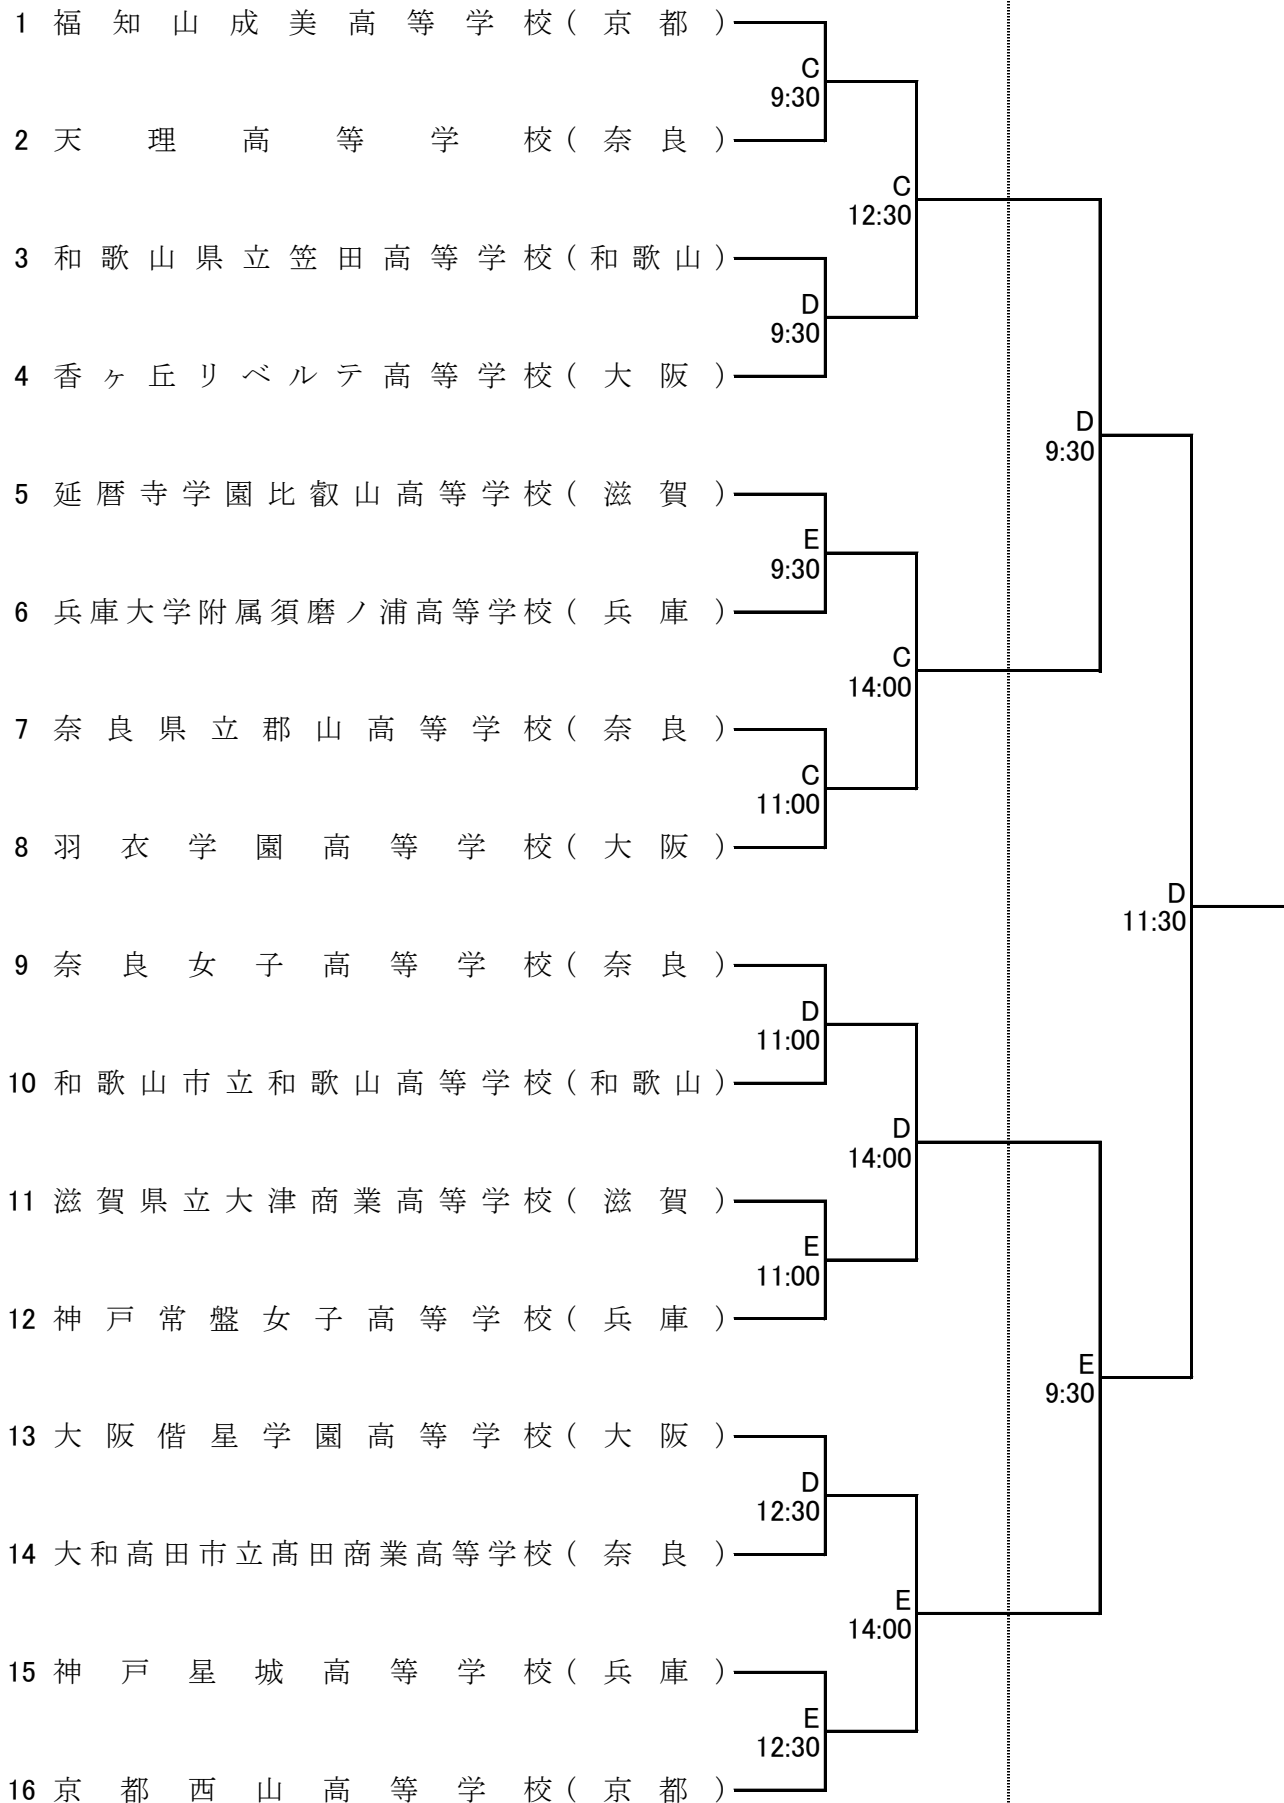 1 福知山成美高等学校(京都)
C
9:30
2 天理高等学校(奈良)
C
12:30
3 和歌山県立笠田高等学校(和歌山)
D
9:30
4 香ヶ丘リベルテ高等学校(大阪)
D
9:30
5 延暦寺学園比叡山高等学校(滋賀)
E
9:30
6 兵庫大学附属須磨ノ浦高等学校(兵庫)
C
14:00
7 奈良県立郡山高等学校(奈良)
C
11:00
8 羽衣学園高等学校(大阪)
D
11:30
9 奈良女子高等学校(奈良)
D
11:00
10 和歌山市立和歌山高等学校(和歌山)
D
14:00
11 滋賀県立大津商業高等学校(滋賀)
E
11:00
12 神戸常盤女子高等学校(兵庫)
E
9:30
13 大阪偕星学園高等学校(大阪)
D
12:30
14 大和高田市立髙田商業高等学校(奈良)
E
14:00
15 神戸星城高等学校(兵庫)
E
12:30
16 京都西山高等学校(京都)